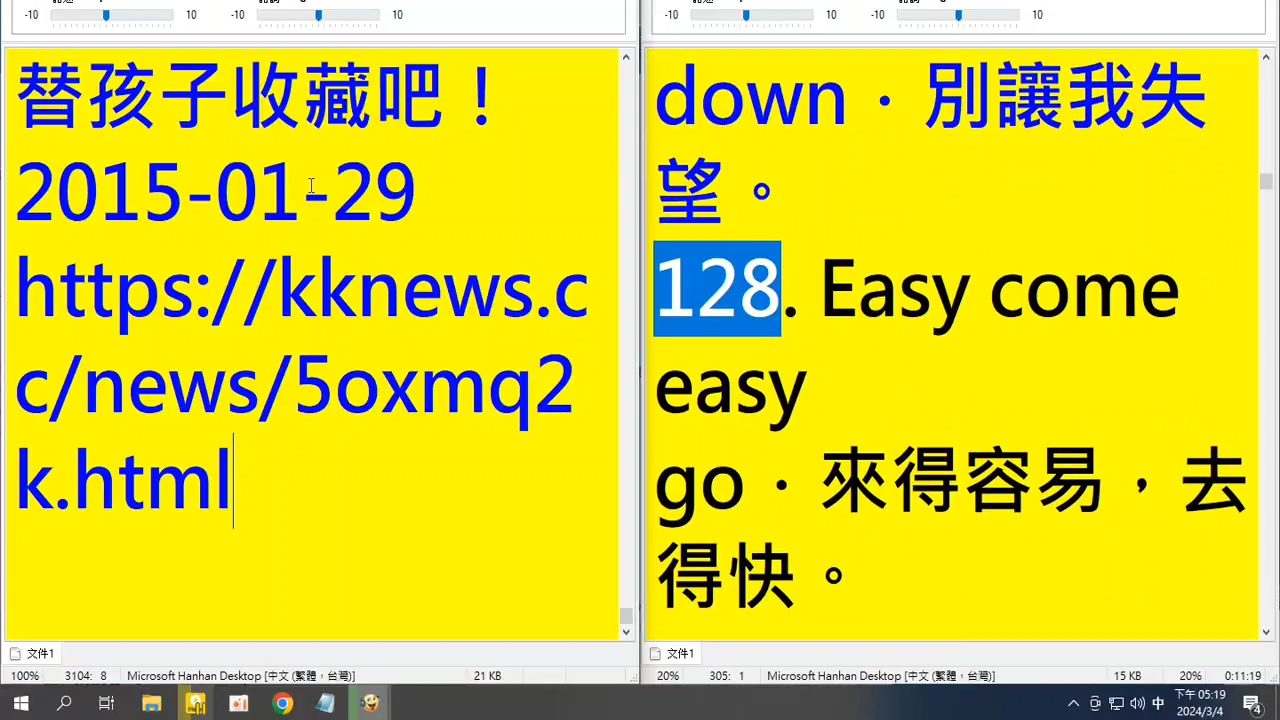 -10 10 -10 10
替孩子收藏吧！
2015-01-29
https://kknews.c
c/news/5oxmq2
k.html
文件1
100% 3104: 8 Microsoft Hanhan Desktop [中文 (繁體，台灣)] 21 KB
-10 10 -10 10
down．別讓我失
望。
128. Easy come
easy
go．來得容易，去
得快。
文件1
20% 305: 1 Microsoft Hanhan Desktop [中文 (繁體，台灣)] 15 KB 20% 0:11:19
中 下午 05:19
2024/3/4
4